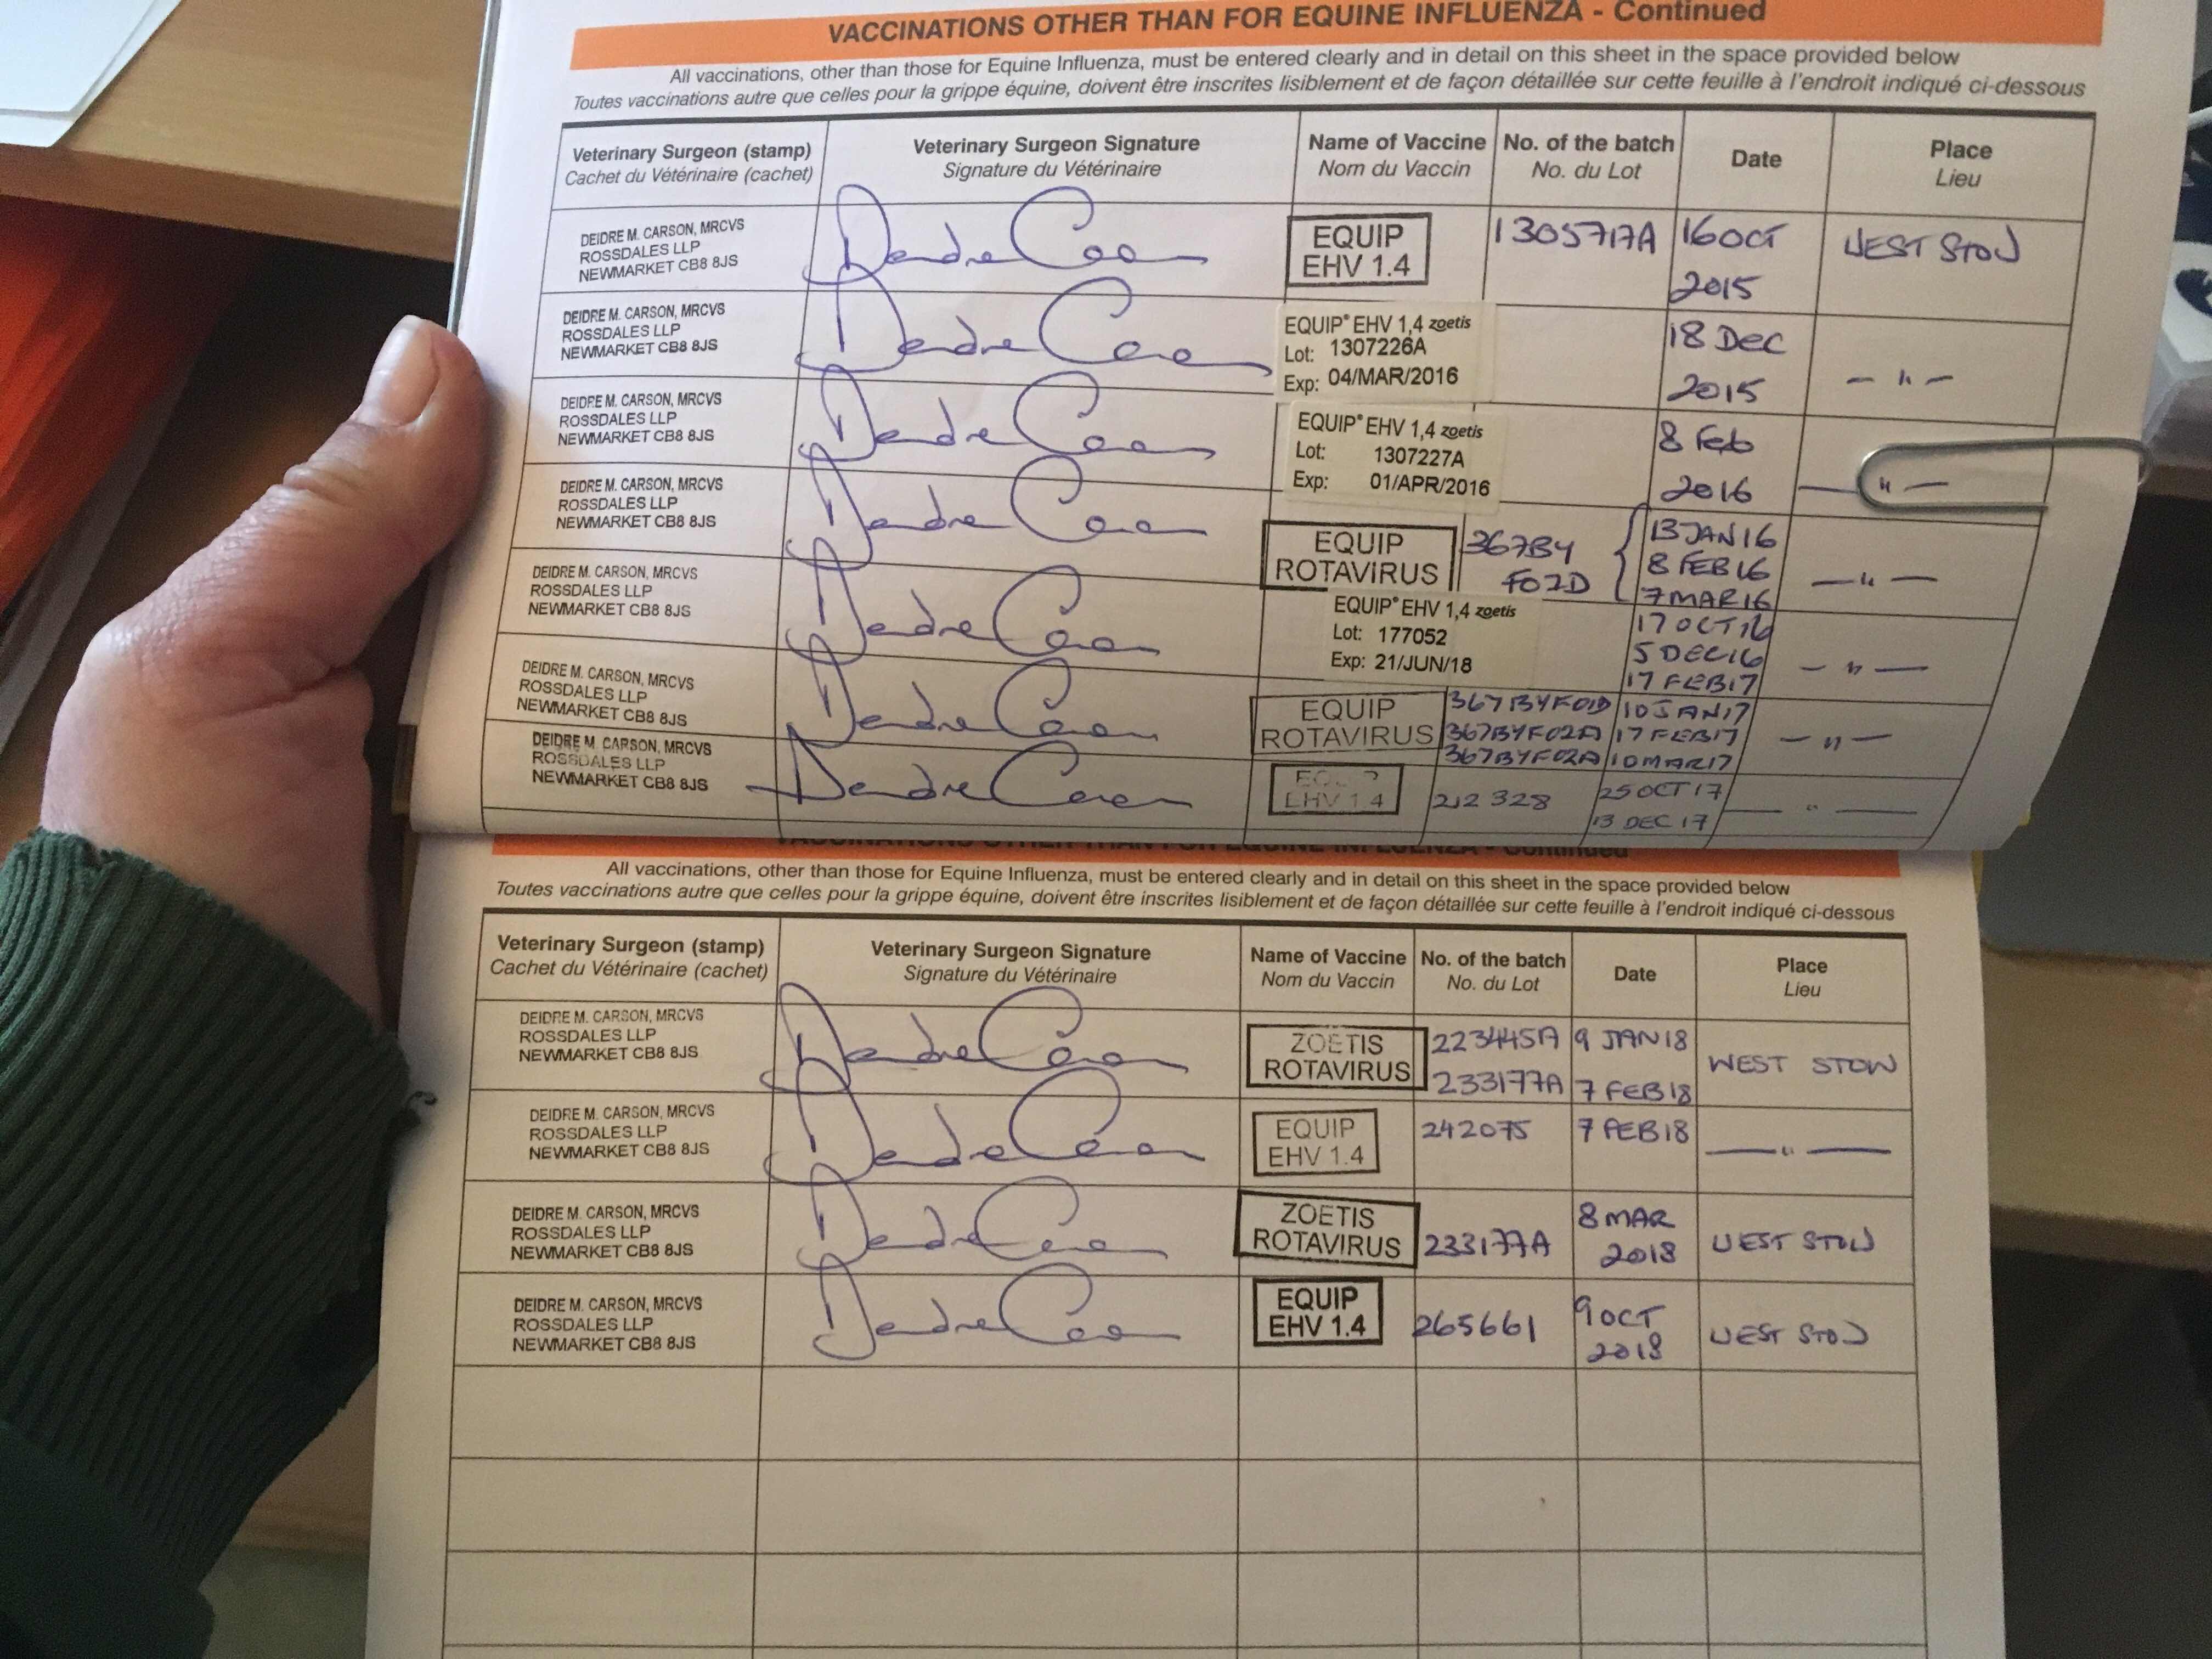 VACCINATIONS OTHER THAN FOR EQUINE INFLUENZA - Continued
All vaccinations, other than those for Equine Influenza, must be entered clearly and in detail on this sheet in the space provided below
Toutes vaccinations autre que celles pour la grippe équine, doivent être inscrites lisiblement et de façon détaillée sur cette feuille à l'endroit indiqué ci-dessous
Veterinary Surgeon (stamp) Veterinary Surgeon Signature Name of Vaccine No. of the batch Date Place
Cachet du Vétérinaire (cachet) Signature du Vétérinaire Nom du Vaccin No. du Lot Lieu
DEIDRE M. CARSON, MRCVS
ROSSDALES LLP
NEWMARKET CB8 8JS
EQUIP
EHV 1.4
1305717A
16 OCT
2015
WEST STOW
DEIDRE M. CARSON, MRCVS
ROSSDALES LLP
NEWMARKET CB8 8JS
EQUIP® EHV 1,4 zoetis
Lot: 1307226A
Exp: 04/MAR/2016
18 Dec
2015
— " —
DEIDRE M. CARSON, MRCVS
ROSSDALES LLP
NEWMARKET CB8 8JS
EQUIP® EHV 1,4 zoetis
Lot: 1307227A
Exp: 01/APR/2016
8 Feb
2016
— " —
DEIDRE M. CARSON, MRCVS
ROSSDALES LLP
NEWMARKET CB8 8JS
EQUIP
ROTAVIRUS
367BY
13 JAN 16
8 FEB 16
7 MAR 16
— " —
DEIDRE M. CARSON, MRCVS
ROSSDALES LLP
NEWMARKET CB8 8JS
EQUIP® EHV 1,4 zoetis
Lot: 177052
Exp: 21/JUN/18
17 OCT 16
5 DEC 16
17 FEB 17
— " —
DEIDRE M. CARSON, MRCVS
ROSSDALES LLP
NEWMARKET CB8 8JS
EQUIP
ROTAVIRUS
367BYF01D 10 JAN 17
367BYF02A 17 FEB 17
367BYF02A 10 MAR 17
— " —
DEIDRE M. CARSON, MRCVS
ROSSDALES LLP
NEWMARKET CB8 8JS
EHV 1.4
212 328
25 OCT 17
13 DEC 17
— " —
All vaccinations, other than those for Equine Influenza, must be entered clearly and in detail on this sheet in the space provided below
Toutes vaccinations autre que celles pour la grippe équine, doivent être inscrites lisiblement et de façon détaillée sur cette feuille à l'endroit indiqué ci-dessous
Veterinary Surgeon (stamp) Veterinary Surgeon Signature Name of Vaccine No. of the batch Date Place
Cachet du Vétérinaire (cachet) Signature du Vétérinaire Nom du Vaccin No. du Lot Lieu
DEIDRE M. CARSON, MRCVS
ROSSDALES LLP
NEWMARKET CB8 8JS
ZOETIS
ROTAVIRUS
223445A 9 JAN 18
233177A 7 FEB 18
WEST STOW
DEIDRE M. CARSON, MRCVS
ROSSDALES LLP
NEWMARKET CB8 8JS
EQUIP
EHV 1.4
242075
7 FEB 18
— " —
DEIDRE M. CARSON, MRCVS
ROSSDALES LLP
NEWMARKET CB8 8JS
ZOETIS
ROTAVIRUS
233177A
8 MAR
2018
WEST STOW
DEIDRE M. CARSON, MRCVS
ROSSDALES LLP
NEWMARKET CB8 8JS
EQUIP
EHV 1.4
265661
9 OCT
2018
WEST STOW